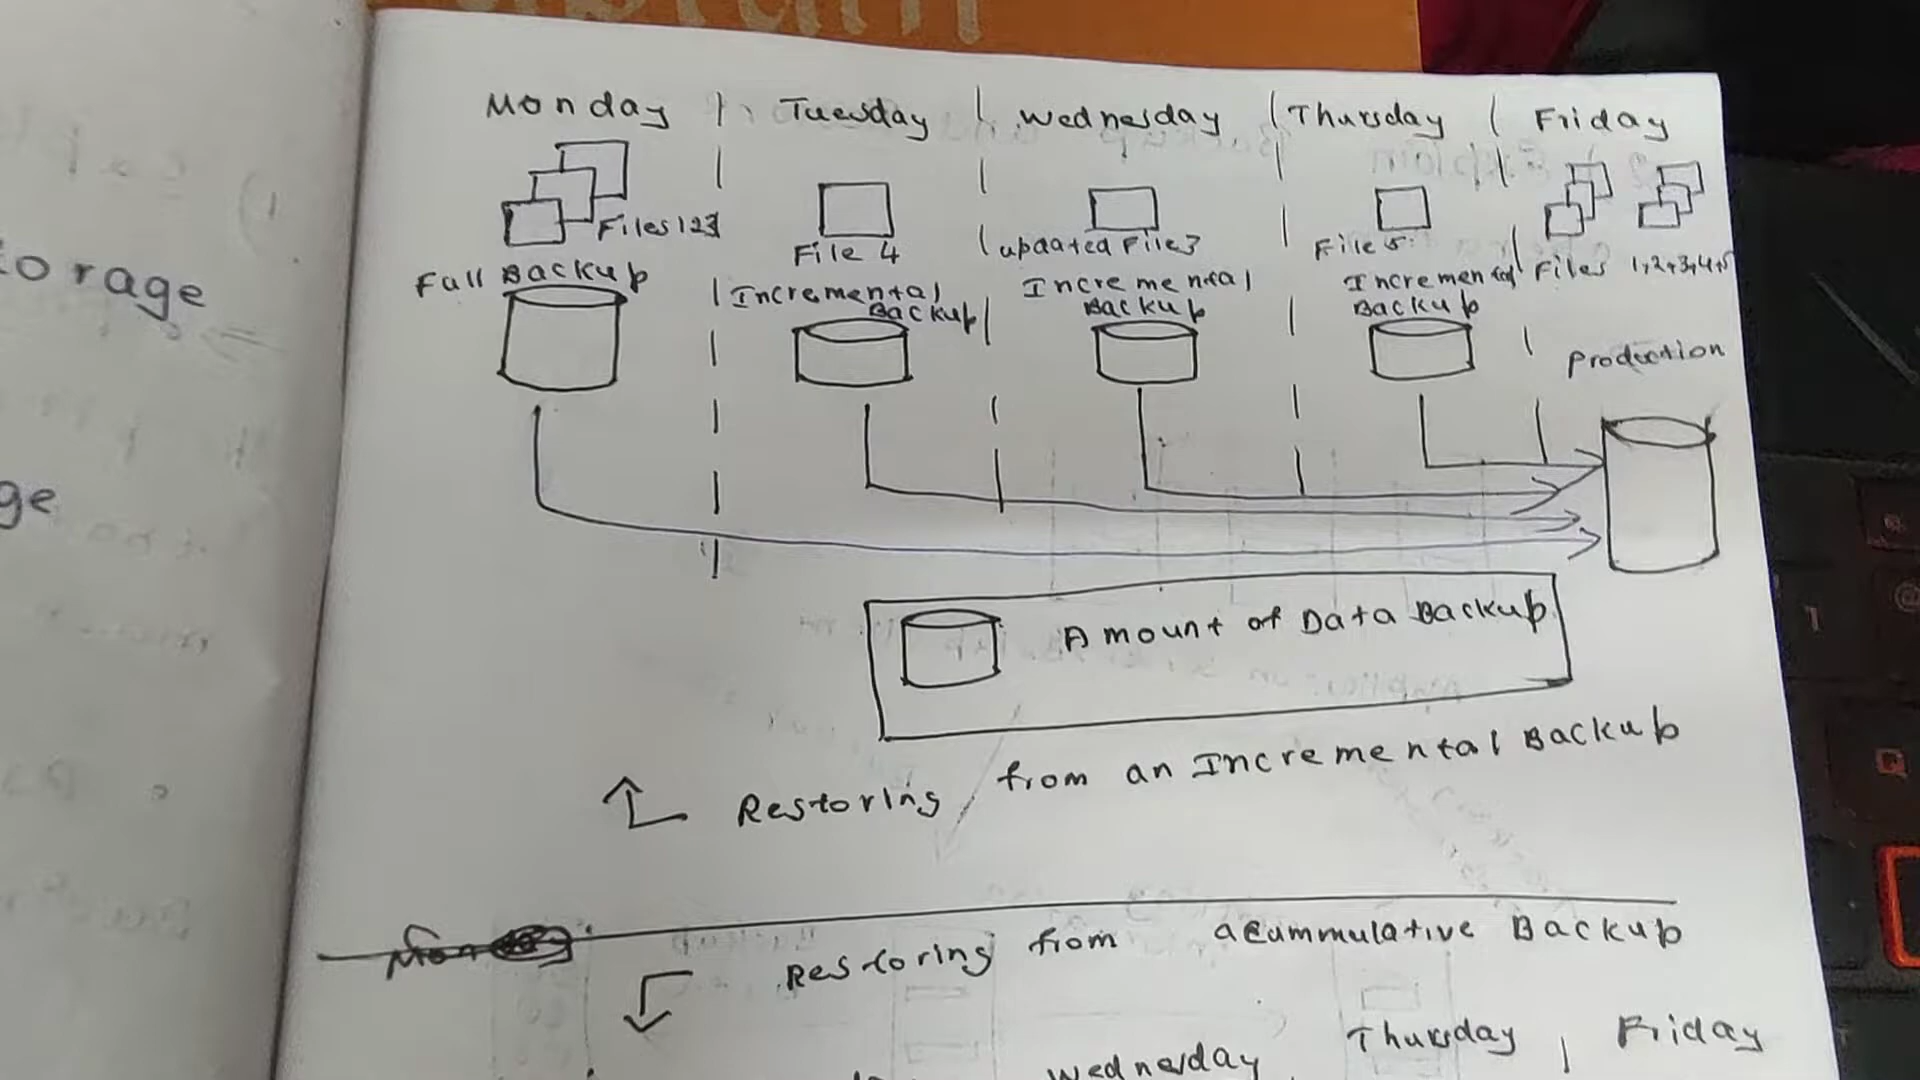 Monday | Tuesday | Wednesday | Thursday | Friday
Files 123
File 4
updated File 3
File 5
Files 1,2,3,4,5
Full Backup
Incremental
Backup
Incremental
Backup
Incremental
Backup
Production
Amount of Data Backup
Restoring from an Incremental Backup
Restoring from acummulative Backup
Wednesday Thursday | Friday
orage
ge